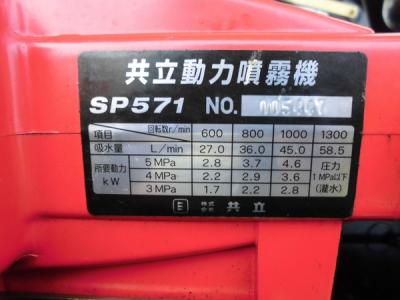 共立動力噴霧機
SP571 NO.
項目 回転数r/min 600 800 1000 1300
吸水量 L/min 27.0 36.0 45.0 58.5
所要動力 kW 5 MPa 2.8 3.7 4.6 圧力 1MPa以下 (灌水)
4 MPa 2.2 2.9 3.6
3 MPa 1.7 2.2 2.8
E 株式会社 共立